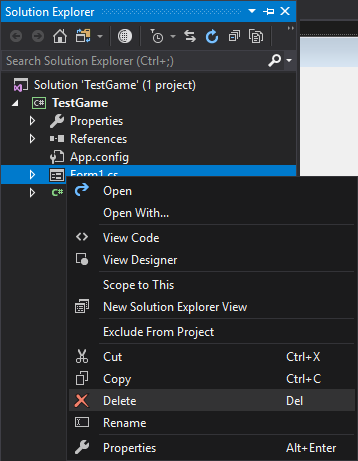 Solution Explorer
Search Solution Explorer (Ctrl+;)
Solution 'TestGame' (1 project)
C# TestGame
Properties
References
App.config
Form1.cs
C#
Open
Open With...
View Code
View Designer
Scope to This
New Solution Explorer View
Exclude From Project
Cut Ctrl+X
Copy Ctrl+C
Delete Del
Rename
Properties Alt+Enter